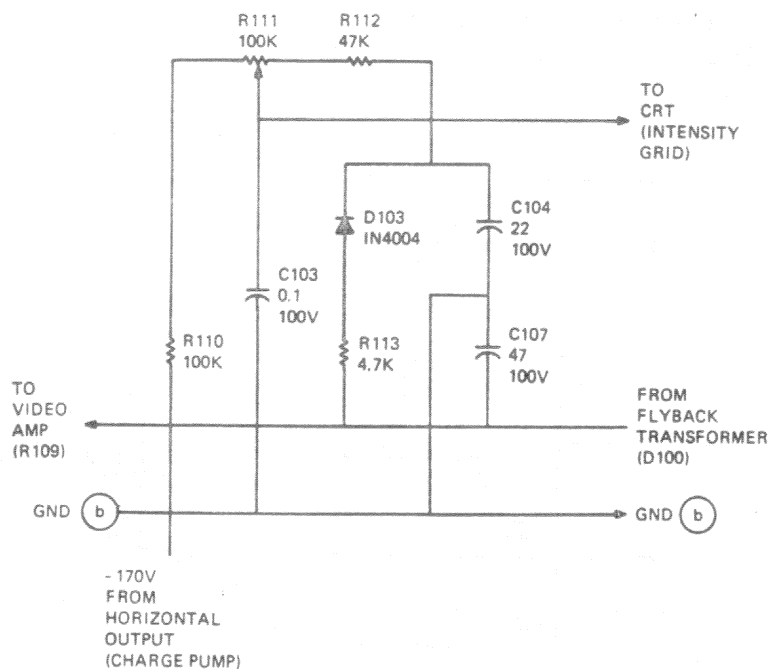 R111
100K
R112
47K
TO
CRT
(INTENSITY
GRID)
D103
IN4004
C104
22
100V
C103
0.1
100V
R110
100K
R113
4.7K
C107
47
100V
TO
VIDEO
AMP
(R109)
FROM
FLYBACK
TRANSFORMER
(D100)
GND b
GND b
-170V
FROM
HORIZONTAL
OUTPUT
(CHARGE PUMP)